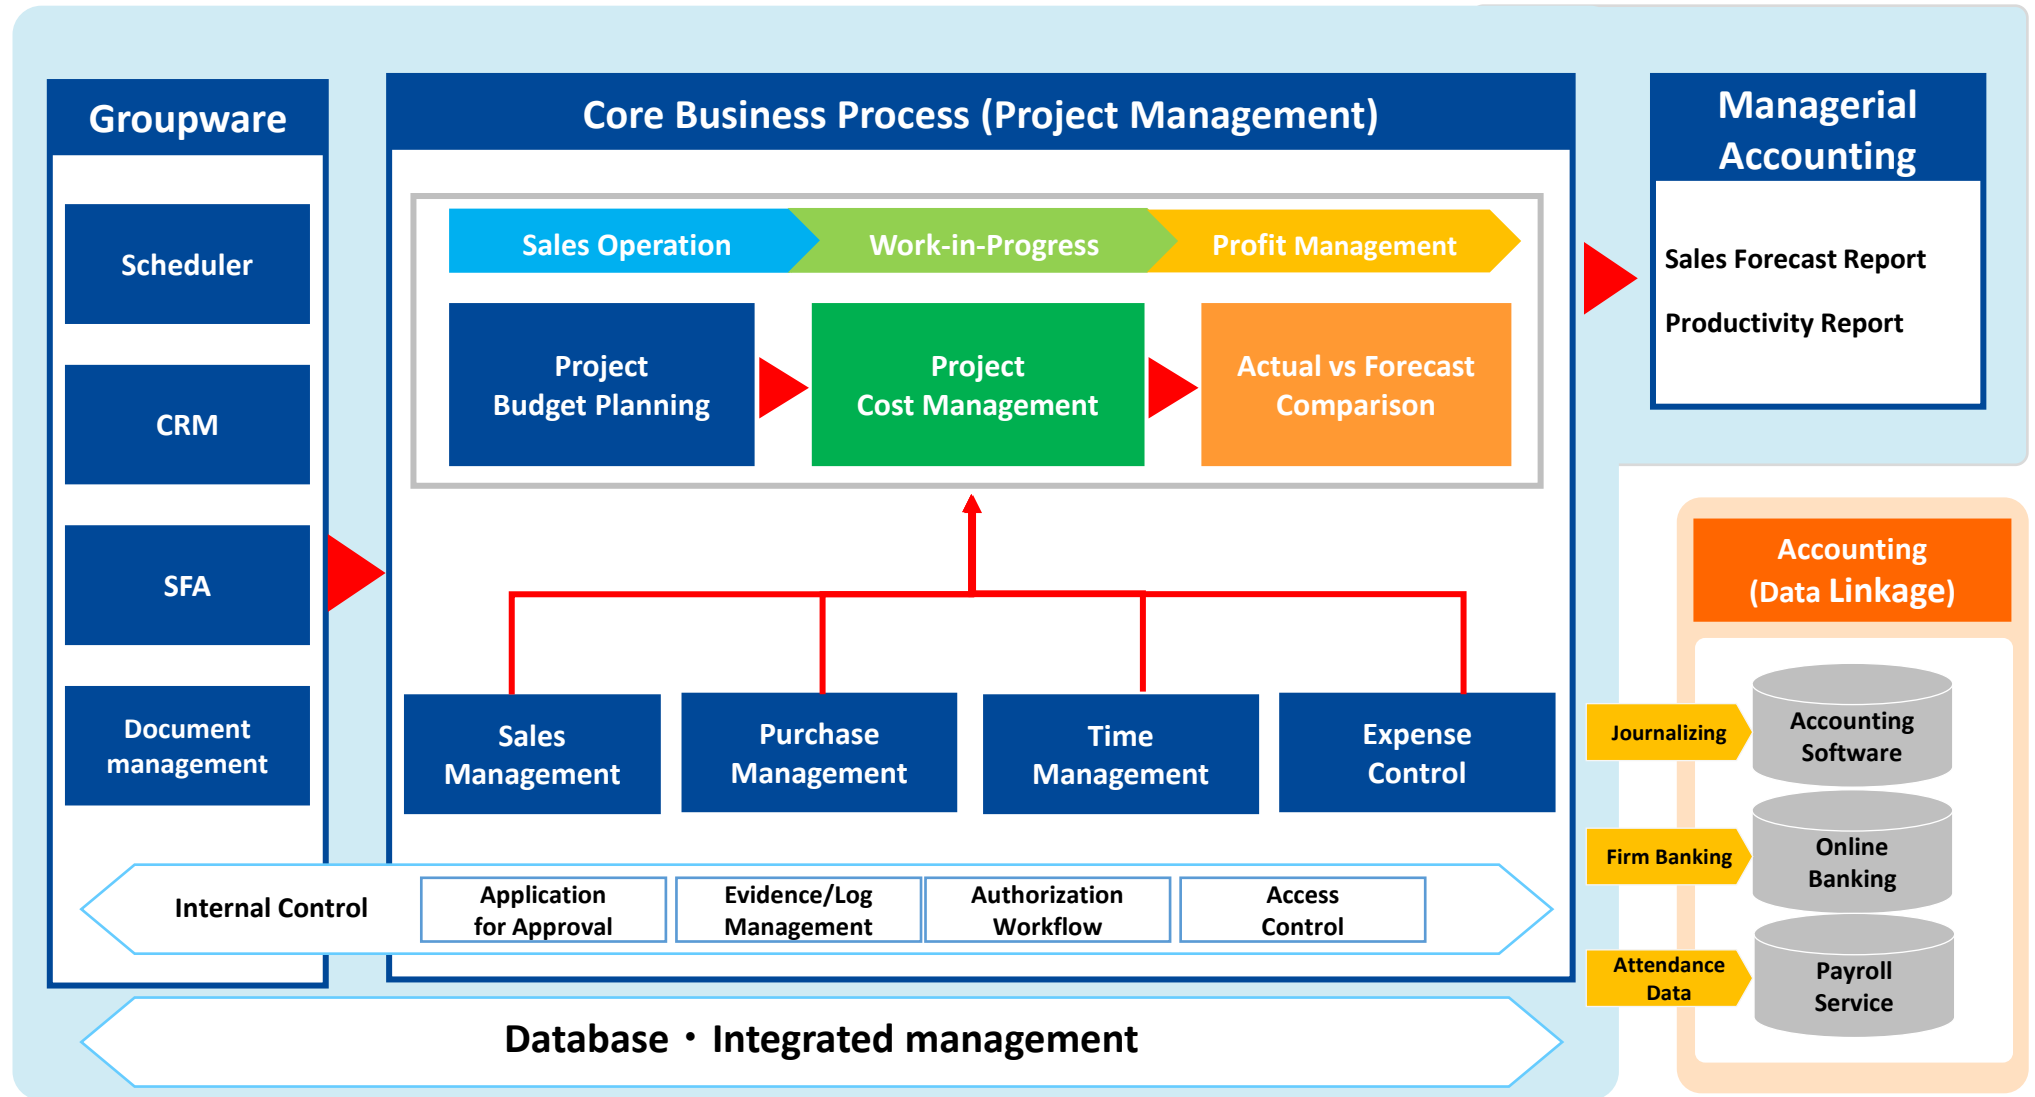 Groupware
Scheduler
CRM
SFA
Document
management
Core Business Process (Project Management)
Sales Operation
Work-in-Progress
Profit Management
Project
Budget Planning
Project
Cost Management
Actual vs Forecast
Comparison
Sales
Management
Purchase
Management
Time
Management
Expense
Control
Internal Control
Application
for Approval
Evidence/Log
Management
Authorization
Workflow
Access
Control
Database・Integrated management
Managerial
Accounting
Sales Forecast Report
Productivity Report
Accounting
(Data Linkage)
Journalizing
Accounting
Software
Firm Banking
Online
Banking
Attendance
Data
Payroll
Service